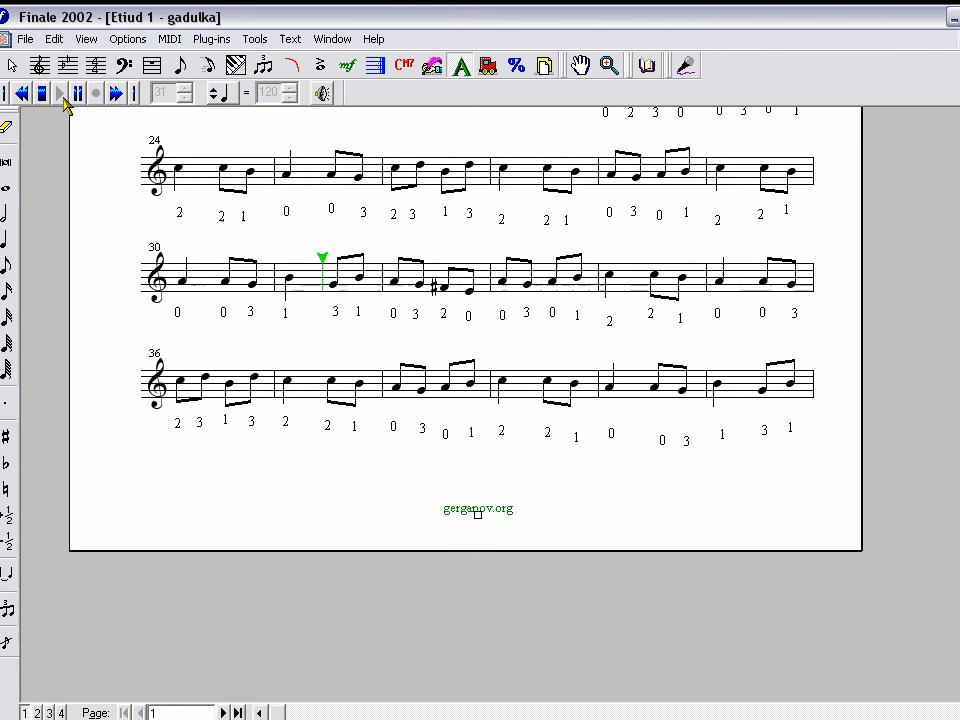 Finale 2002 - [Etiud 1 - gadulka]
File Edit View Options MIDI Plug-ins Tools Text Window Help
CM7
31 = 120
0 2 3 0 0 3 0 1
24
2 2 1 0 0 3 2 3 1 3 2 2 1 0 3 0 1 2 2 1
30
0 0 3 1 3 1 0 3 2 0 0 3 0 1 2 2 1 0 0 3
36
2 3 1 3 2 2 1 0 3 0 1 2 2 1 0 0 3 1 3 1
gerganov.org
1 2 3 4 Page: 1